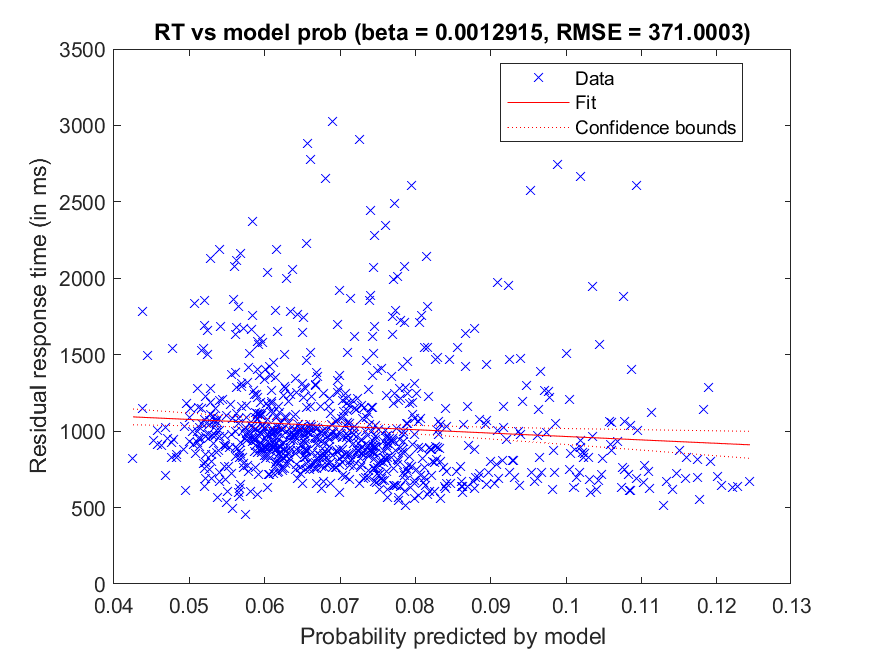 RT vs model prob (beta = 0.0012915, RMSE = 371.0003)
3500
3000
2500
2000
1500
1000
500
0
Residual response time (in ms)
Data
Fit
Confidence bounds
0.04 0.05 0.06 0.07 0.08 0.09 0.1 0.11 0.12 0.13
Probability predicted by model